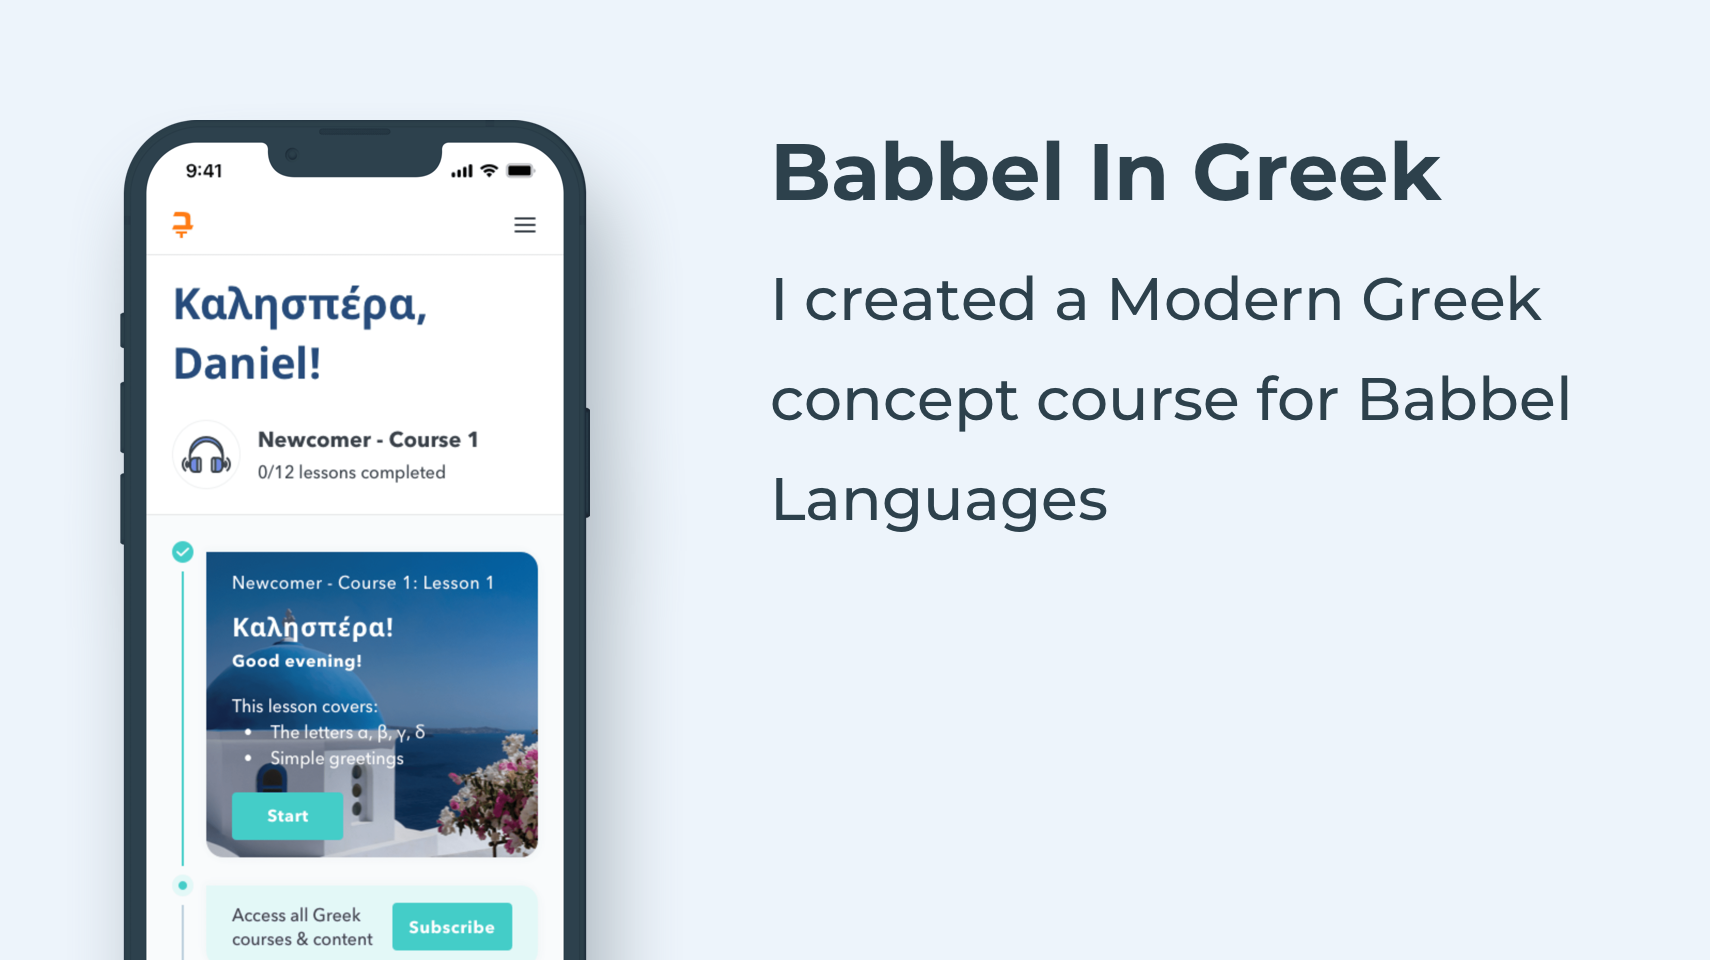 9:41
Καλησπέρα,
Daniel!
Newcomer - Course 1
0/12 lessons completed
Newcomer - Course 1: Lesson 1
Καλησπέρα!
Good evening!
This lesson covers:
• The letters α, β, γ, δ
• Simple greetings
Start
Access all Greek
courses & content
Subscribe
Babbel In Greek
I created a Modern Greek
concept course for Babbel
Languages